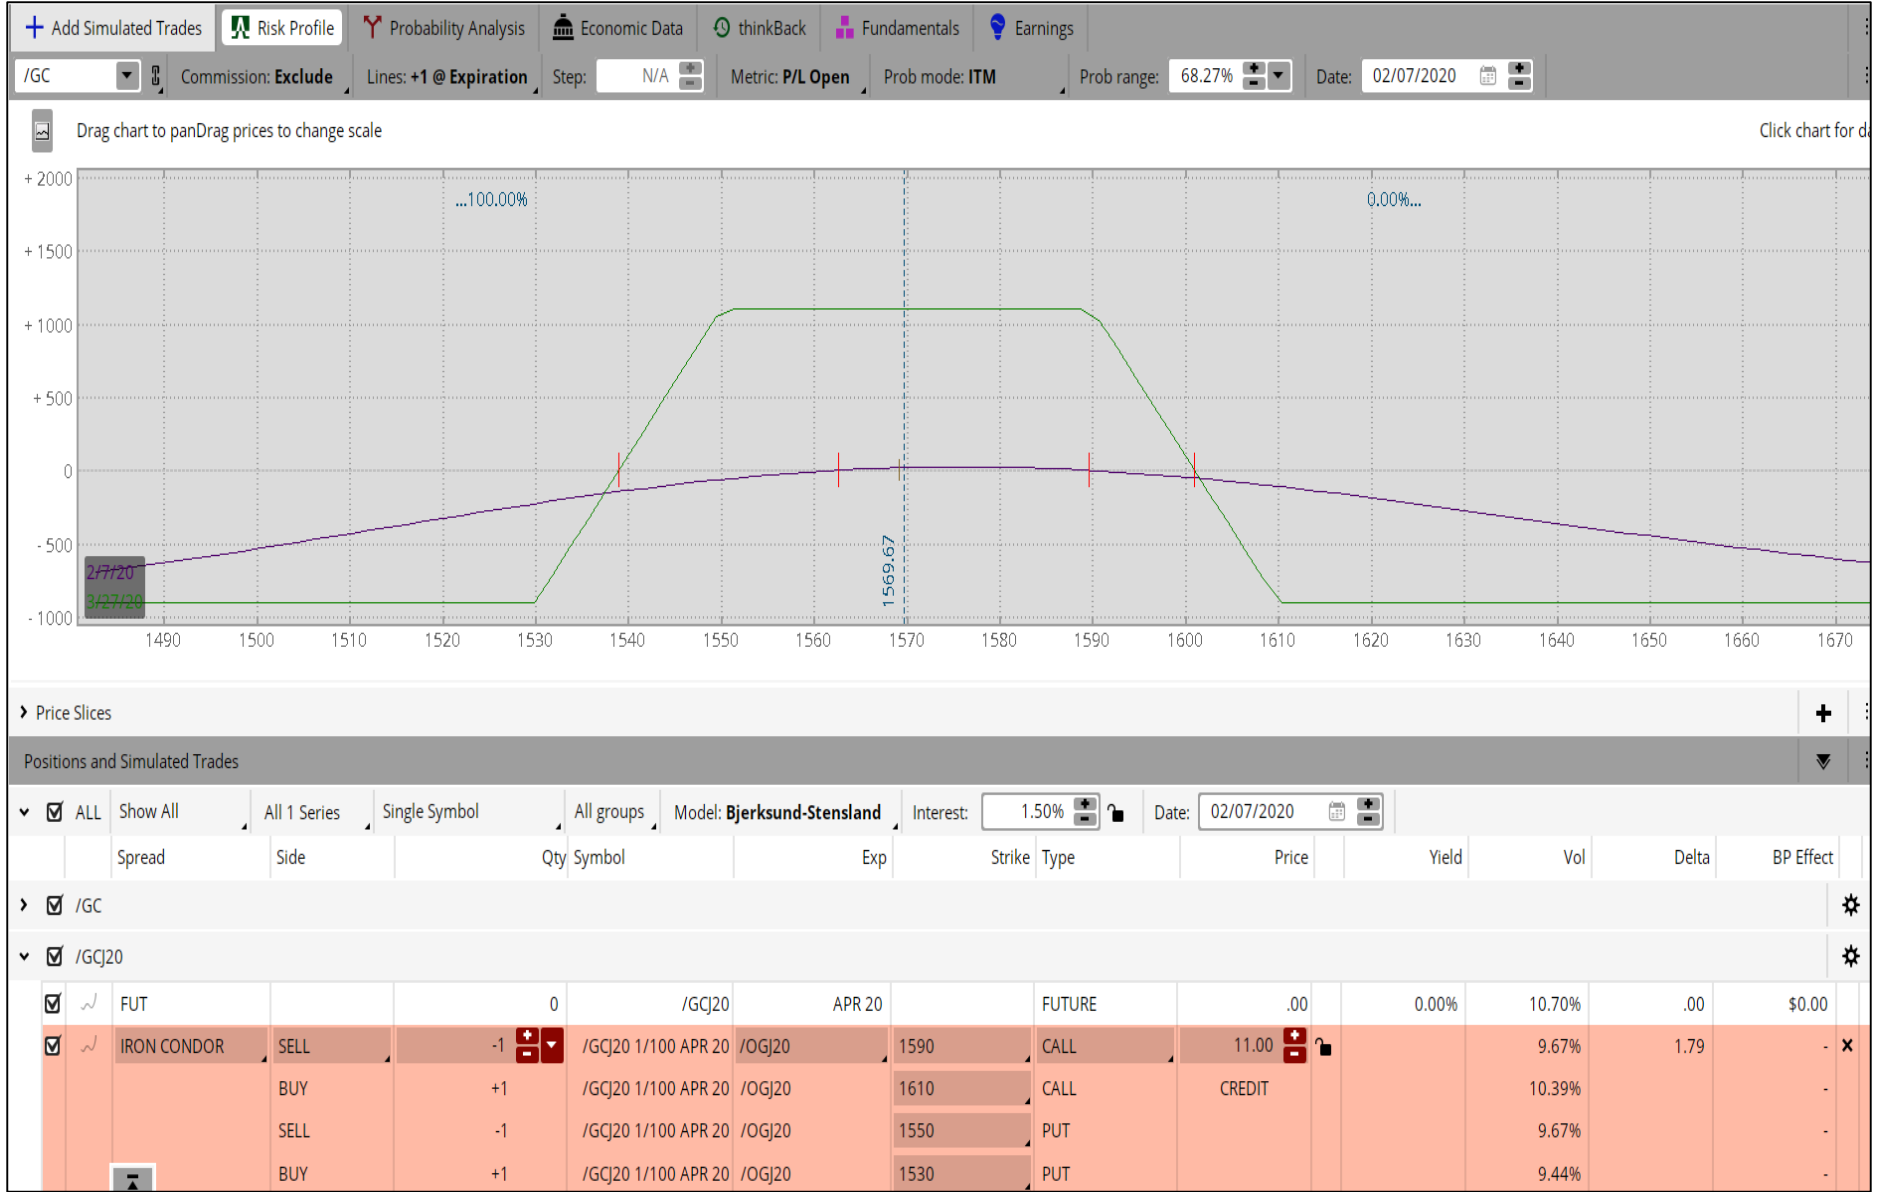 Add Simulated Trades Risk Profile Probability Analysis Economic Data thinkBack Fundamentals Earnings
/GC Commission: Exclude Lines: +1 @ Expiration Step: N/A Metric: P/L Open Prob mode: ITM Prob range: 68.27% Date: 02/07/2020
Drag chart to panDrag prices to change scale Click chart for da
+ 2000
...100.00% 0.00%...
+ 1500
+ 1000
+ 500
0
- 500
1569.67
2/7/20
3/27/20
- 1000
1490 1500 1510 1520 1530 1540 1550 1560 1570 1580 1590 1600 1610 1620 1630 1640 1650 1660 1670
Price Slices
Positions and Simulated Trades
ALL Show All All 1 Series Single Symbol All groups Model: Bjerksund-Stensland Interest: 1.50% Date: 02/07/2020
Spread Side Qty Symbol Exp Strike Type Price Yield Vol Delta BP Effect
/GC
/GCJ20
FUT 0 /GCJ20 APR 20 FUTURE .00 0.00% 10.70% .00 $0.00
IRON CONDOR SELL -1 /GCJ20 1/100 APR 20 /OGJ20 1590 CALL 11.00 9.67% 1.79 -
BUY +1 /GCJ20 1/100 APR 20 /OGJ20 1610 CALL CREDIT 10.39% -
SELL -1 /GCJ20 1/100 APR 20 /OGJ20 1550 PUT 9.67% -
BUY +1 /GCJ20 1/100 APR 20 /OGJ20 1530 PUT 9.44% -